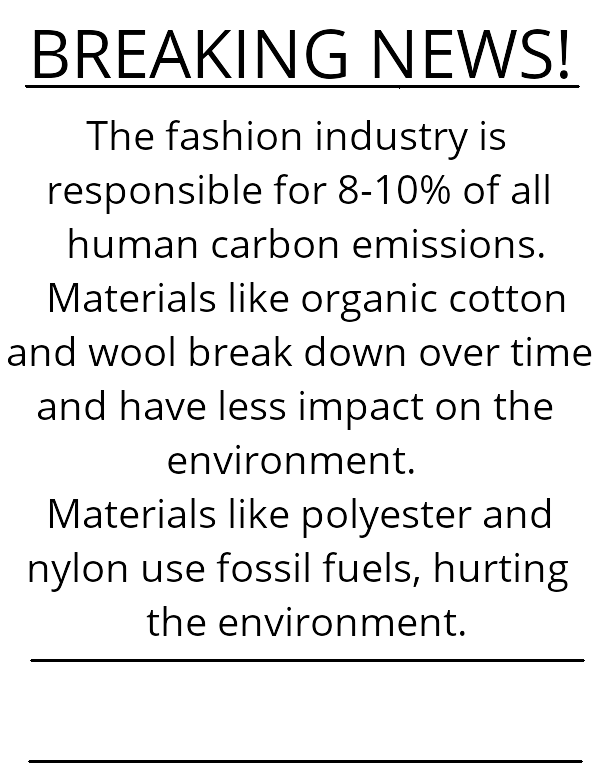 BREAKING NEWS!
The fashion industry is
responsible for 8-10% of all
human carbon emissions.
Materials like organic cotton
and wool break down over time
and have less impact on the
environment.
Materials like polyester and
nylon use fossil fuels, hurting
the environment.